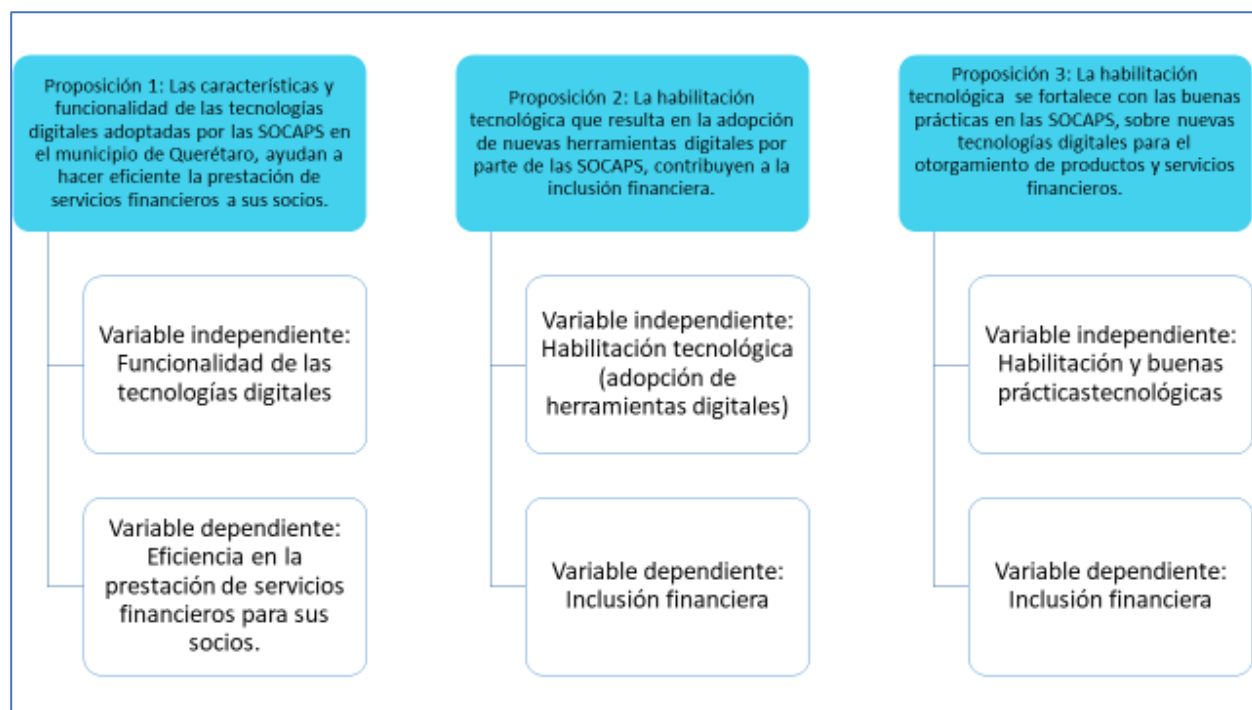 Proposición 1: Las características y
funcionalidad de las tecnologías
digitales adoptadas por las SOCAPS en
el municipio de Querétaro, ayudan a
hacer eficiente la prestación de
servicios financieros a sus socios.
Variable independiente:
Funcionalidad de las
tecnologías digitales
Variable dependiente:
Eficiencia en la
prestación de servicios
financieros para sus
socios.
Proposición 2: La habilitación
tecnológica que resulta en la adopción
de nuevas herramientas digitales por
parte de las SOCAPS, contribuyen a la
inclusión financiera.
Variable independiente:
Habilitación tecnológica
(adopción de
herramientas digitales)
Variable dependiente:
Inclusión financiera
Proposición 3: La habilitación
tecnológica se fortalece con las buenas
prácticas en las SOCAPS, sobre nuevas
tecnologías digitales para el
otorgamiento de productos y servicios
financieros.
Variable independiente:
Habilitación y buenas
prácticastecnológicas
Variable dependiente:
Inclusión financiera